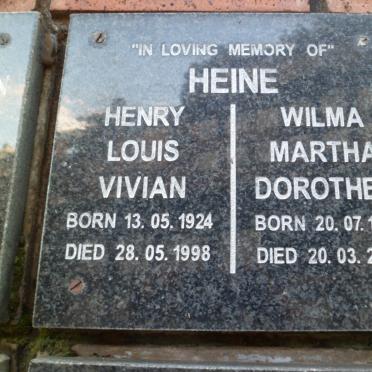 "IN LOVING MEMORY OF"
HEINE
HENRY
LOUIS
VIVIAN
BORN 13.05.1924
DIED 28.05.1998
WILMA
MARTHA
BORN 20.07.
DIED 20.03.